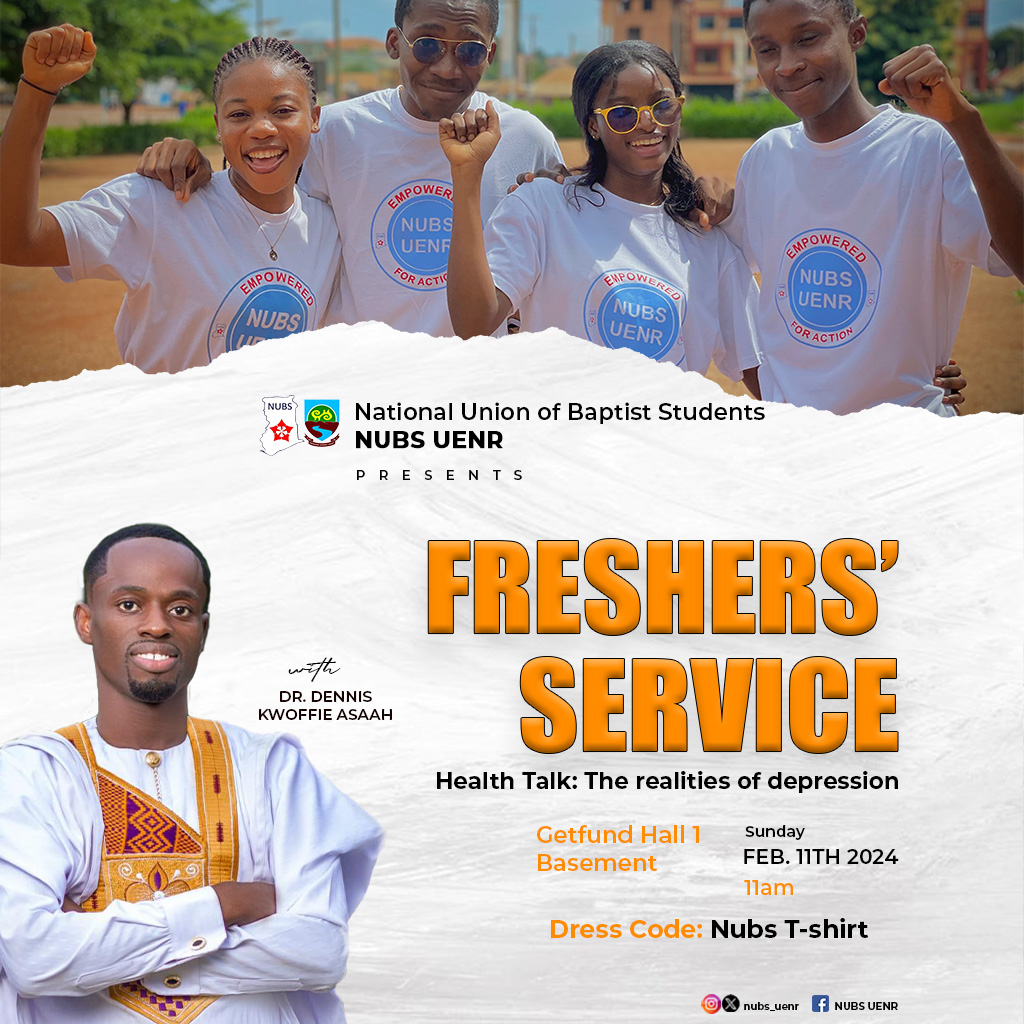 EMPOWERED
NUBS
EMPOWERED
NUBS
UENR
FOR ACTION
EMPOWERED
NUBS
UENR
EMPOWERED
NUBS
UENR
FOR ACTION
NUBS
National Union of Baptist Students
NUBS UENR
PRESENTS
FRESHERS'
SERVICE
with
DR. DENNIS
KWOFFIE ASAAH
Health Talk: The realities of depression
Getfund Hall 1
Basement
Sunday
FEB. 11TH 2024
11am
Dress Code: Nubs T-shirt
nubs_uenr NUBS UENR